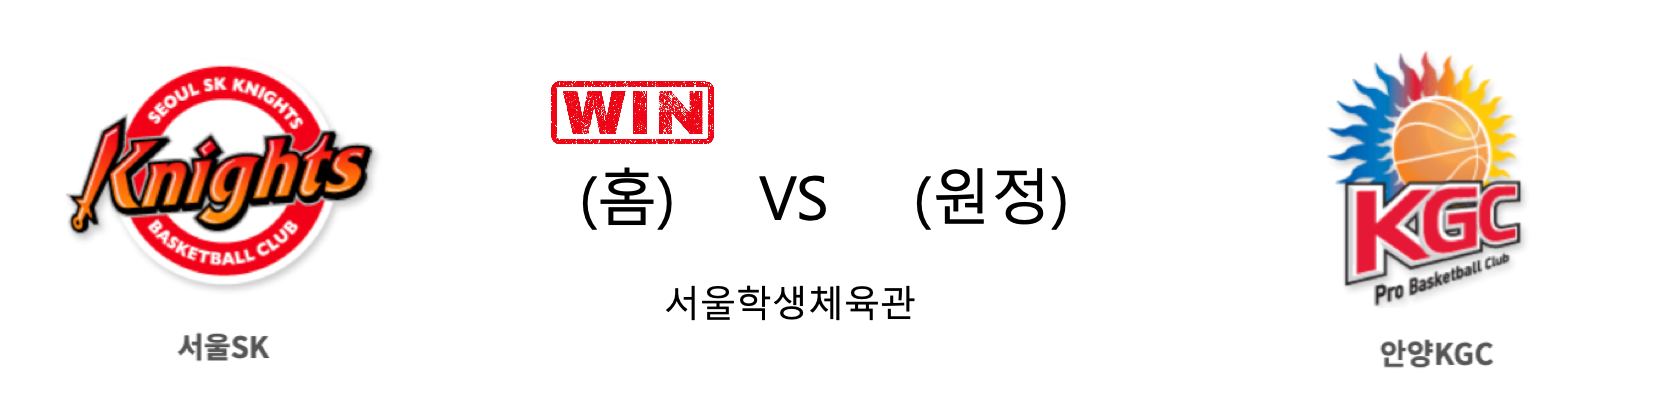 SEOUL SK KNIGHTS
Knights
BASKETBALL CLUB
서울SK
WIN
(홈) VS (원정)
서울학생체육관
KGC
Pro Basketball Club
안양KGC